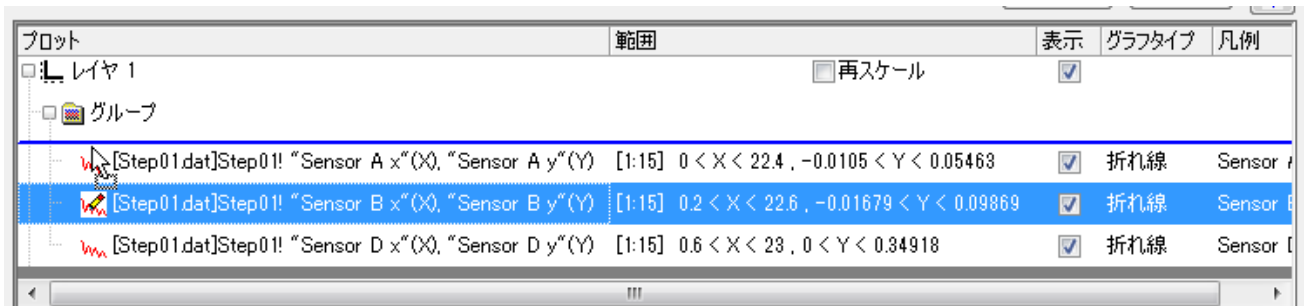 プロット 範囲 表示 グラフタイプ 凡例
レイヤ 1 再スケール
グループ
[Step01.dat]Step01! "Sensor A x"(X), "Sensor A y"(Y) [1:15] 0 < X < 22.4 , -0.0105 < Y < 0.05463 折れ線 Sensor A
[Step01.dat]Step01! "Sensor B x"(X), "Sensor B y"(Y) [1:15] 0.2 < X < 22.6 , -0.01679 < Y < 0.09869 折れ線 Sensor B
[Step01.dat]Step01! "Sensor D x"(X), "Sensor D y"(Y) [1:15] 0.6 < X < 23 , 0 < Y < 0.34918 折れ線 Sensor D